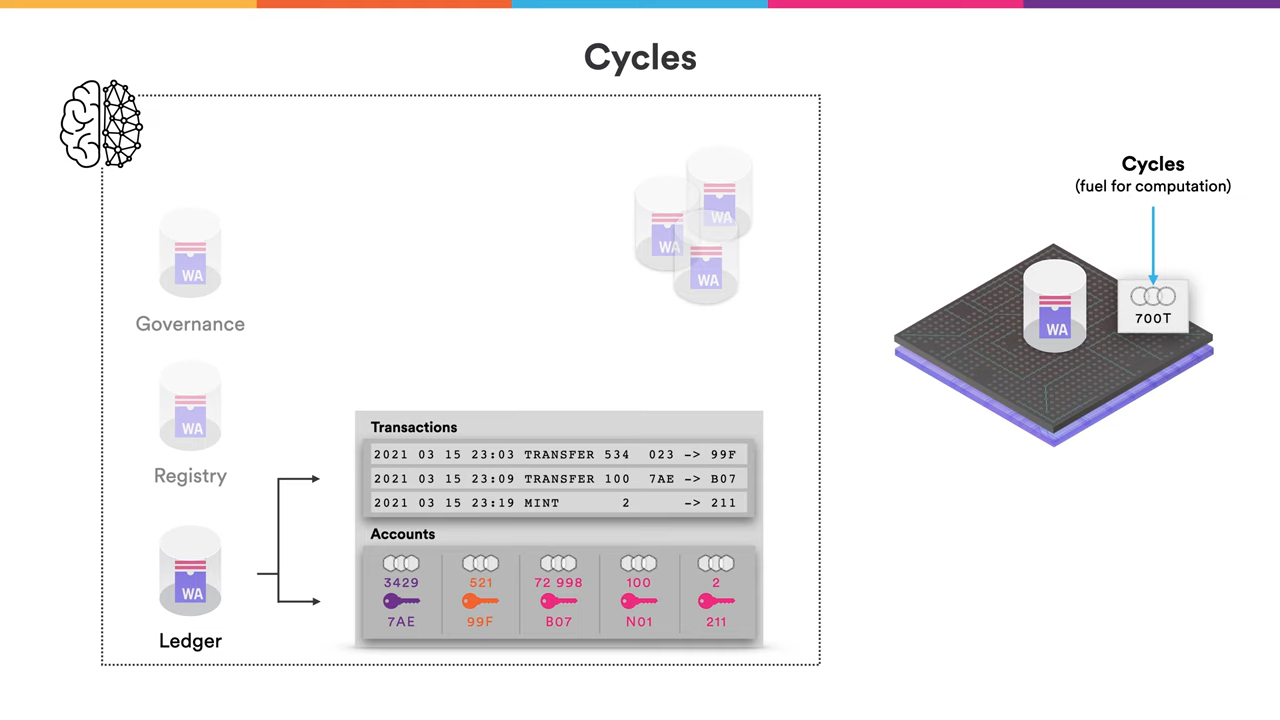 Cycles
WA
WA
WA
WA
Governance
WA
Registry
WA
Ledger
Transactions
2021 03 15 23:03 TRANSFER 534 023 -> 99F
2021 03 15 23:09 TRANSFER 100 7AE -> B07
2021 03 15 23:19 MINT 2 -> 211
Accounts
3429 521 72 998 100 2
7AE 99F B07 N01 211
Cycles
(fuel for computation)
700T
WA